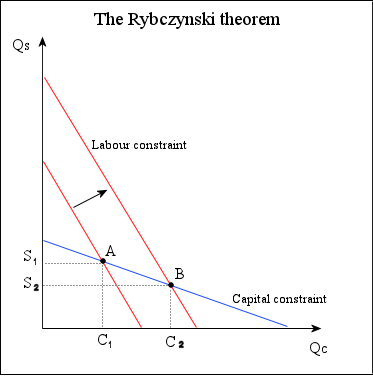 The Rybczynski theorem
Qs
Labour constraint
S1
A
S2
B
Capital constraint
C1
C2
Qc